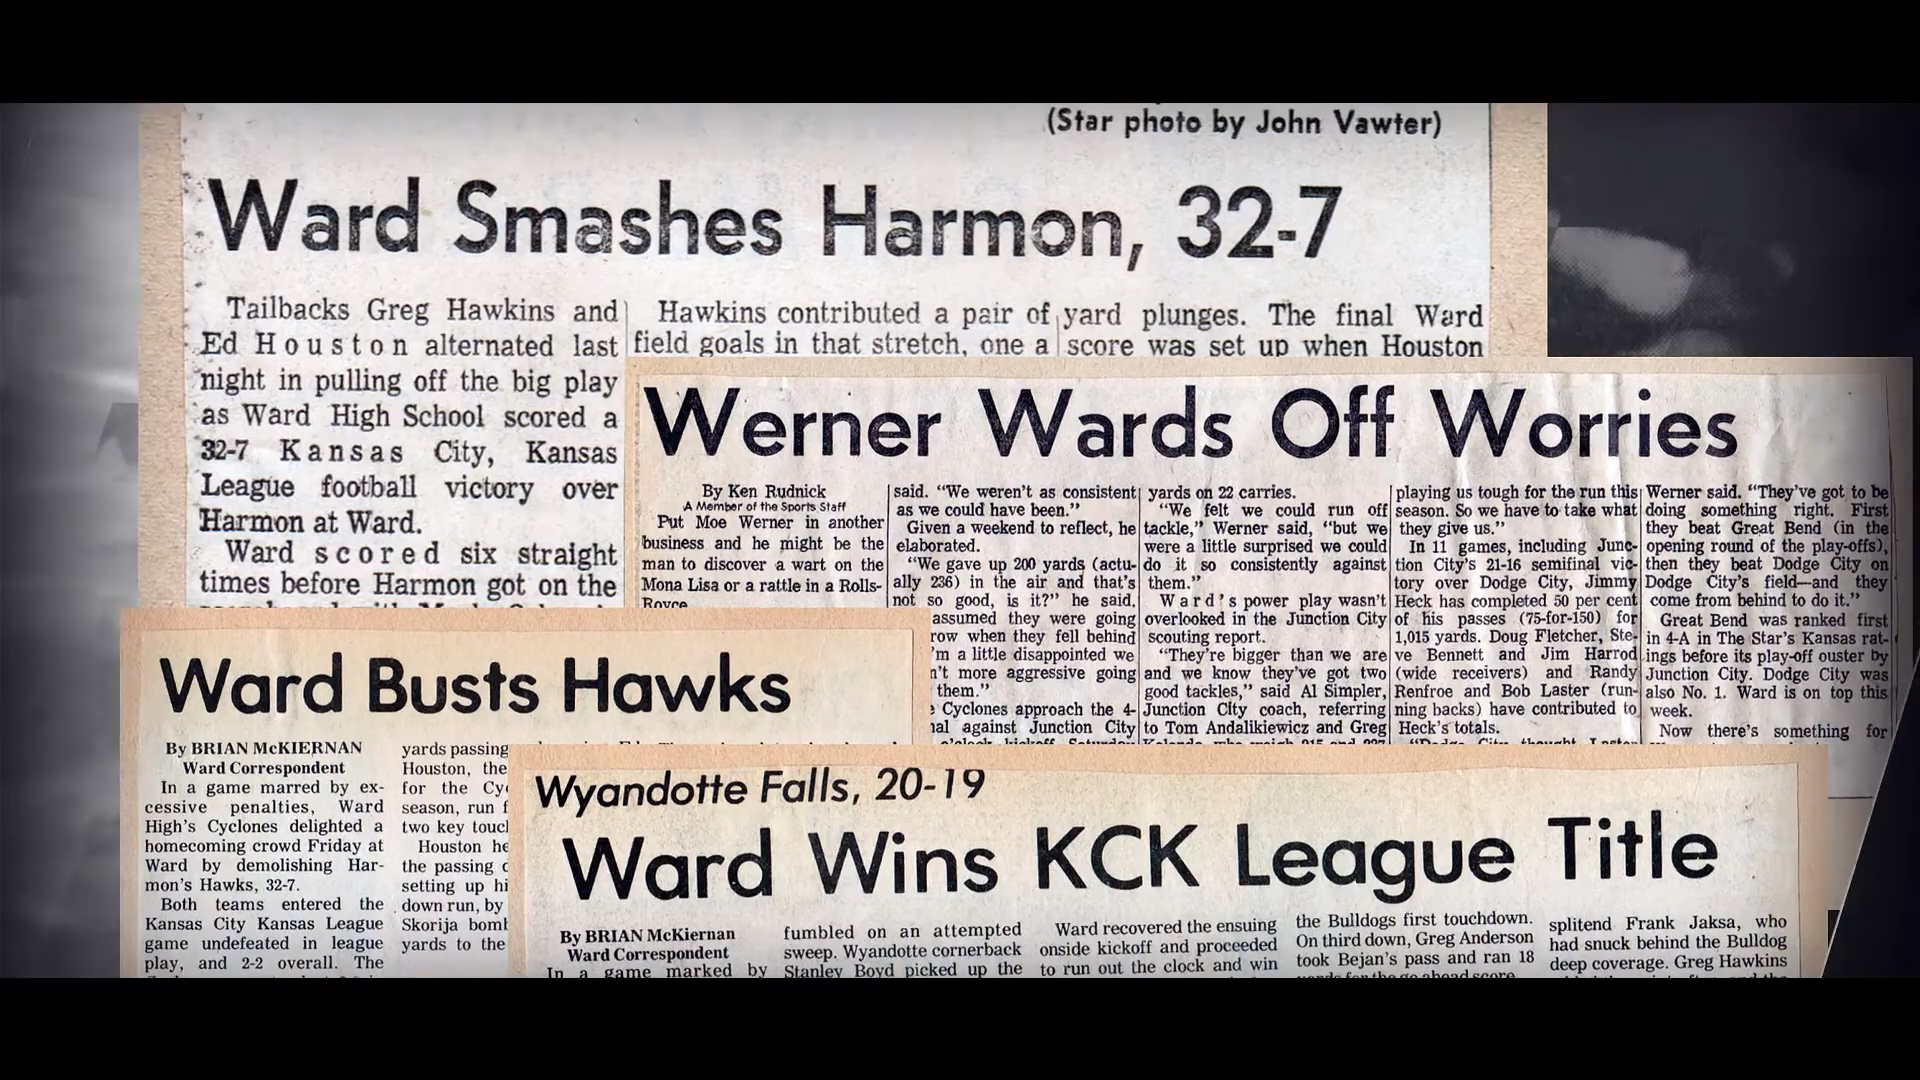 (Star photo by John Vawter)
Ward Smashes Harmon, 32-7
Tailbacks Greg Hawkins and
Ed Houston alternated last
night in pulling off the big play
as Ward High School scored a
32-7 Kansas City, Kansas
League football victory over
Harmon at Ward.
Ward scored six straight
times before Harmon got on the
Hawkins contributed a pair of
field goals in that stretch, one a
yard plunges. The final Ward
score was set up when Houston
Werner Wards Off Worries
By Ken Rudnick
A Member of the Sports Staff
Put Moe Werner in another
business and he might be the
man to discover a wart on the
Mona Lisa or a rattle in a Rolls-
Royce.
said. “We weren’t as consistent
as we could have been.”
Given a weekend to reflect, he
elaborated.
“We gave up 200 yards (actu-
ally 236) in the air and that’s
not so good, is it?” he said.
assumed they were going
row when they fell behind
’m a little disappointed we
n’t more aggressive going
them.”
Cyclones approach the 4-
nal against Junction City
o’clock kickoff Saturday
yards on 22 carries.
“We felt we could run off
tackle,” Werner said, “but we
were a little surprised we could
do it so consistently against
them.”
Ward’s power play wasn’t
overlooked in the Junction City
scouting report.
“They’re bigger than we are
and we know they’ve got two
good tackles,” said Al Simpler,
Junction City coach, referring
to Tom Andalikiewicz and Greg
playing us tough for the run this
season. So we have to take what
they give us.”
In 11 games, including Junc-
tion City’s 21-16 semifinal vic-
tory over Dodge City, Jimmy
Heck has completed 50 per cent
of his passes (75-for-150) for
1,015 yards. Doug Fletcher, Ste-
ve Bennett and Jim Harrod
(wide receivers) and Randy
Renfroe and Bob Laster (run-
ning backs) have contributed to
Heck’s totals.
“Dodge City thought Laster
Werner said. “They’ve got to be
doing something right. First
they beat Great Bend (in the
opening round of the play-offs),
then they beat Dodge City on
Dodge City’s field—and they
come from behind to do it.”
Great Bend was ranked first
in 4-A in The Star’s Kansas rat-
ings before its play-off ouster by
Junction City. Dodge City was
also No. 1. Ward is on top this
week.
Now there’s something for
Ward Busts Hawks
By BRIAN McKIERNAN
Ward Correspondent
In a game marred by ex-
cessive penalties, Ward
High’s Cyclones delighted a
homecoming crowd Friday at
Ward by demolishing Har-
mon’s Hawks, 32-7.
Both teams entered the
Kansas City Kansas League
game undefeated in league
play, and 2-2 overall. The
yards passing
Houston, the
for the Cy
season, run f
two key touch
Houston he
the passing
setting up hi
down run, by
Skorija bomb
yards to the
Wyandotte Falls, 20-19
Ward Wins KCK League Title
By BRIAN McKiernan
Ward Correspondent
In a game marked by
fumbled on an attempted
sweep. Wyandotte cornerback
Stanley Boyd picked up the
Ward recovered the ensuing
onside kickoff and proceeded
to run out the clock and win
the Bulldogs first touchdown.
On third down, Greg Anderson
took Bejan’s pass and ran 18
yards for the go ahead score.
splitend Frank Jaksa, who
had snuck behind the Bulldog
deep coverage. Greg Hawkins